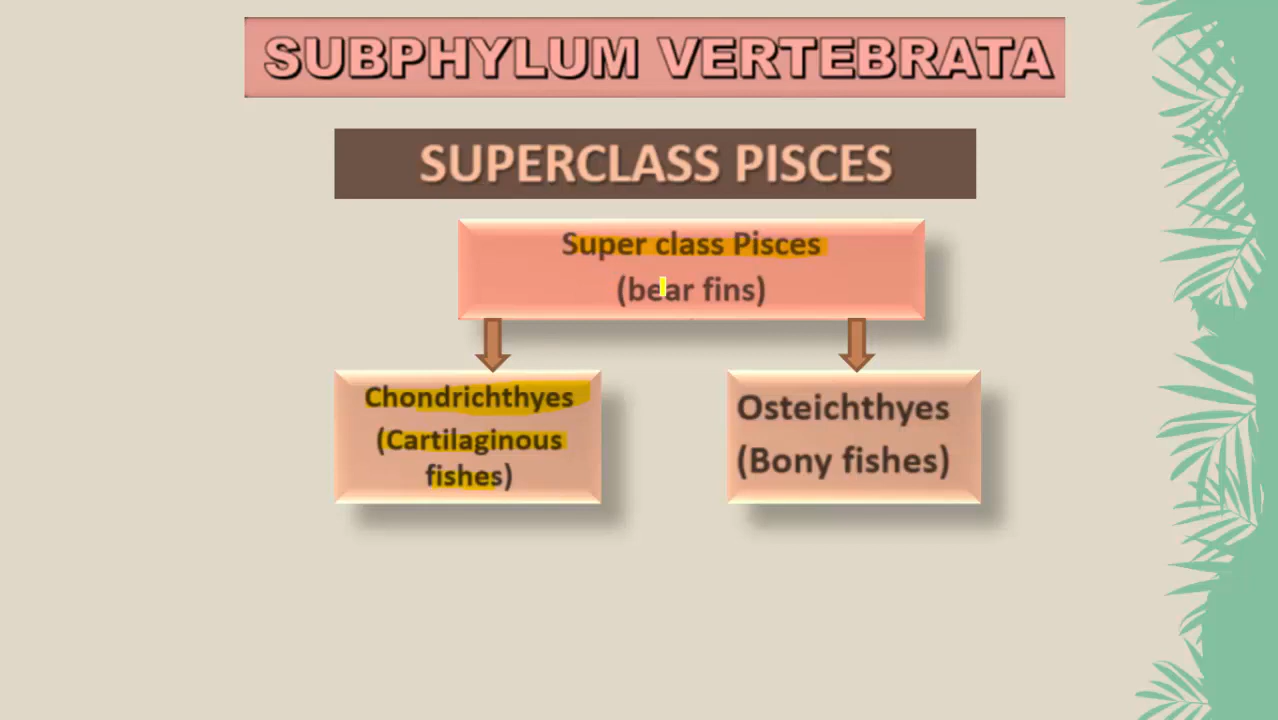 SUBPHYLUM VERTEBRATA
SUPERCLASS PISCES
Super class Pisces
(bear fins)
Chondrichthyes
(Cartilaginous
fishes)
Osteichthyes
(Bony fishes)